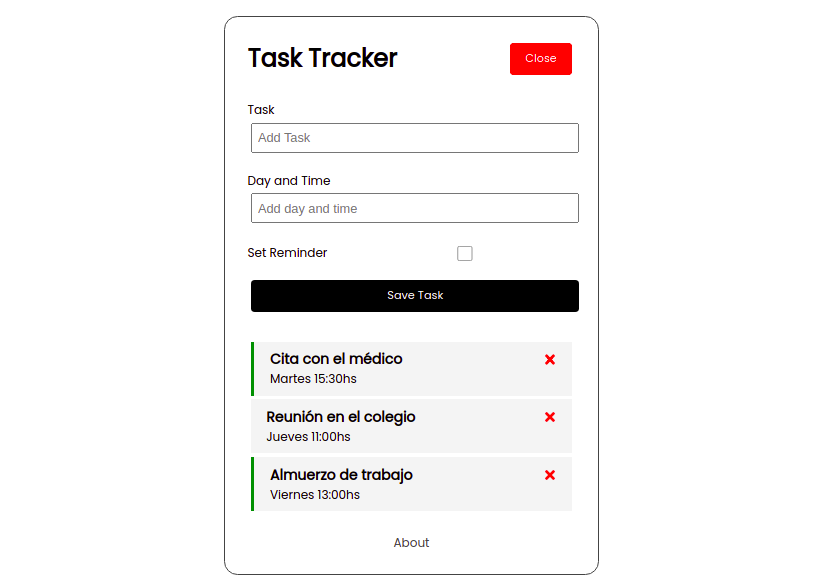 Task Tracker
Close
Task
Add Task
Day and Time
Add day and time
Set Reminder
Save Task
Cita con el médico
Martes 15:30hs
Reunión en el colegio
Jueves 11:00hs
Almuerzo de trabajo
Viernes 13:00hs
About